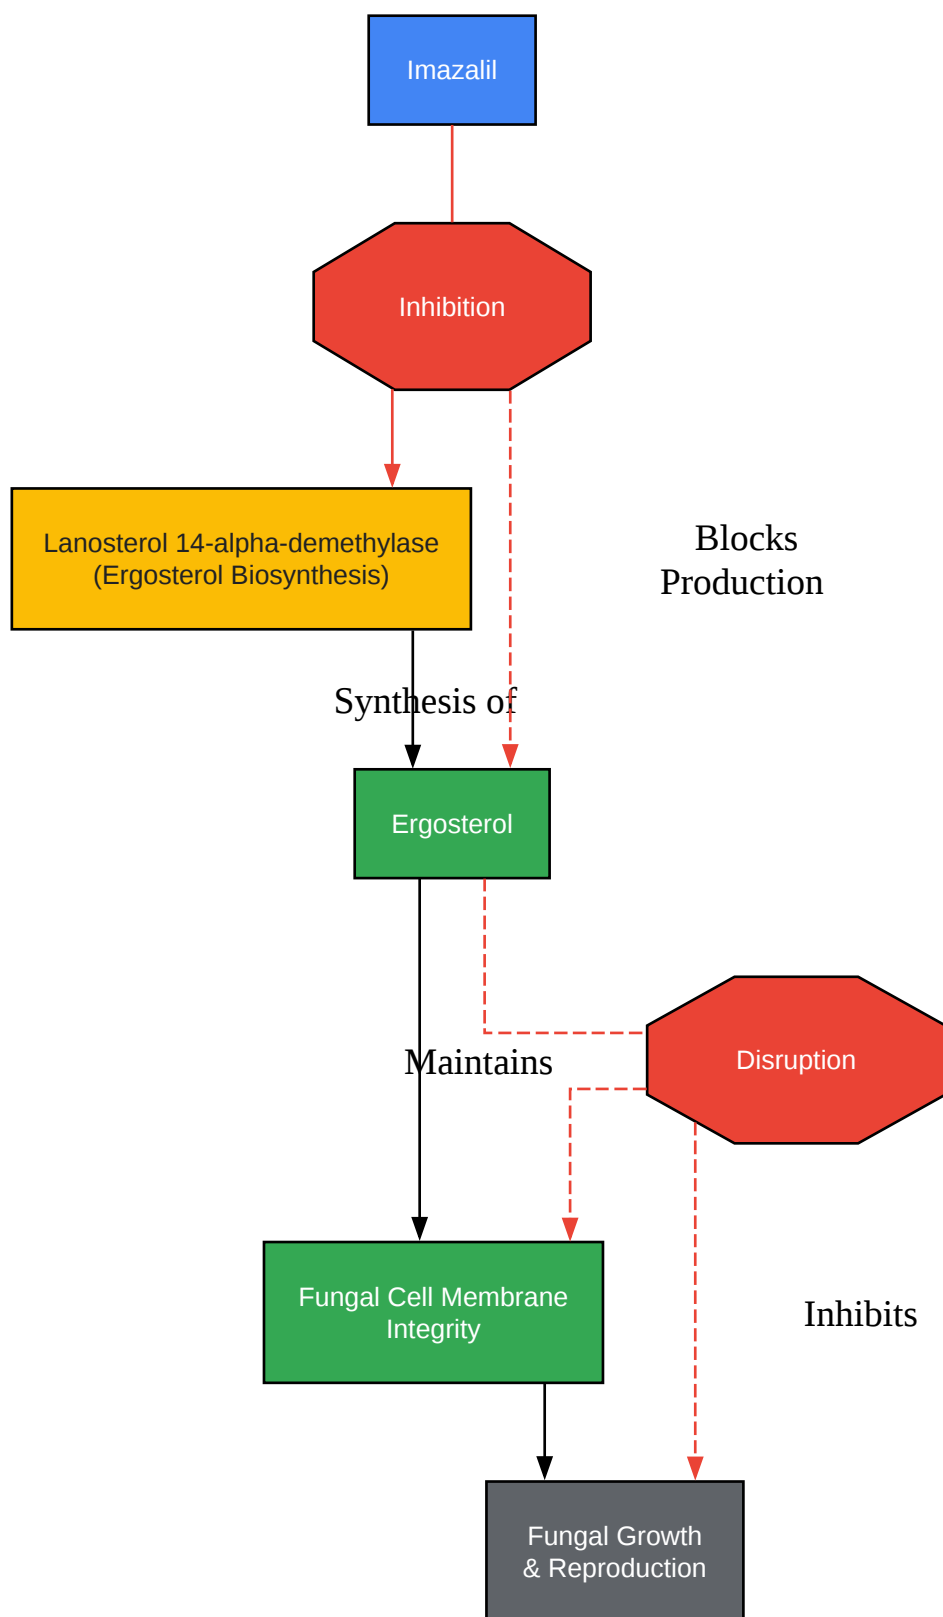 Imazalil
Inhibition
Lanosterol 14-alpha-demethylase
(Ergosterol Biosynthesis)
Blocks
Production
Synthesis of
Ergosterol
Maintains
Disruption
Fungal Cell Membrane
Integrity
Inhibits
Fungal Growth
& Reproduction